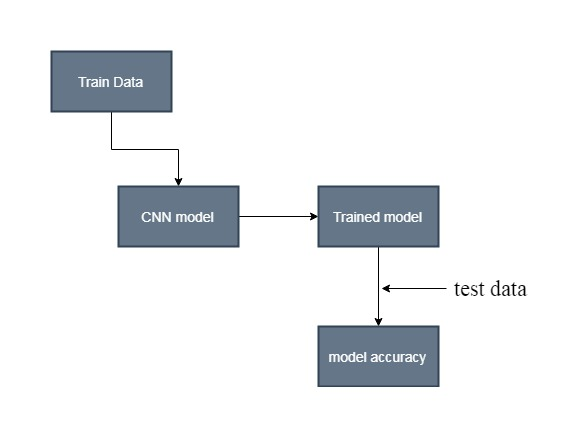 Train Data
CNN model
Trained model
test data
model accuracy